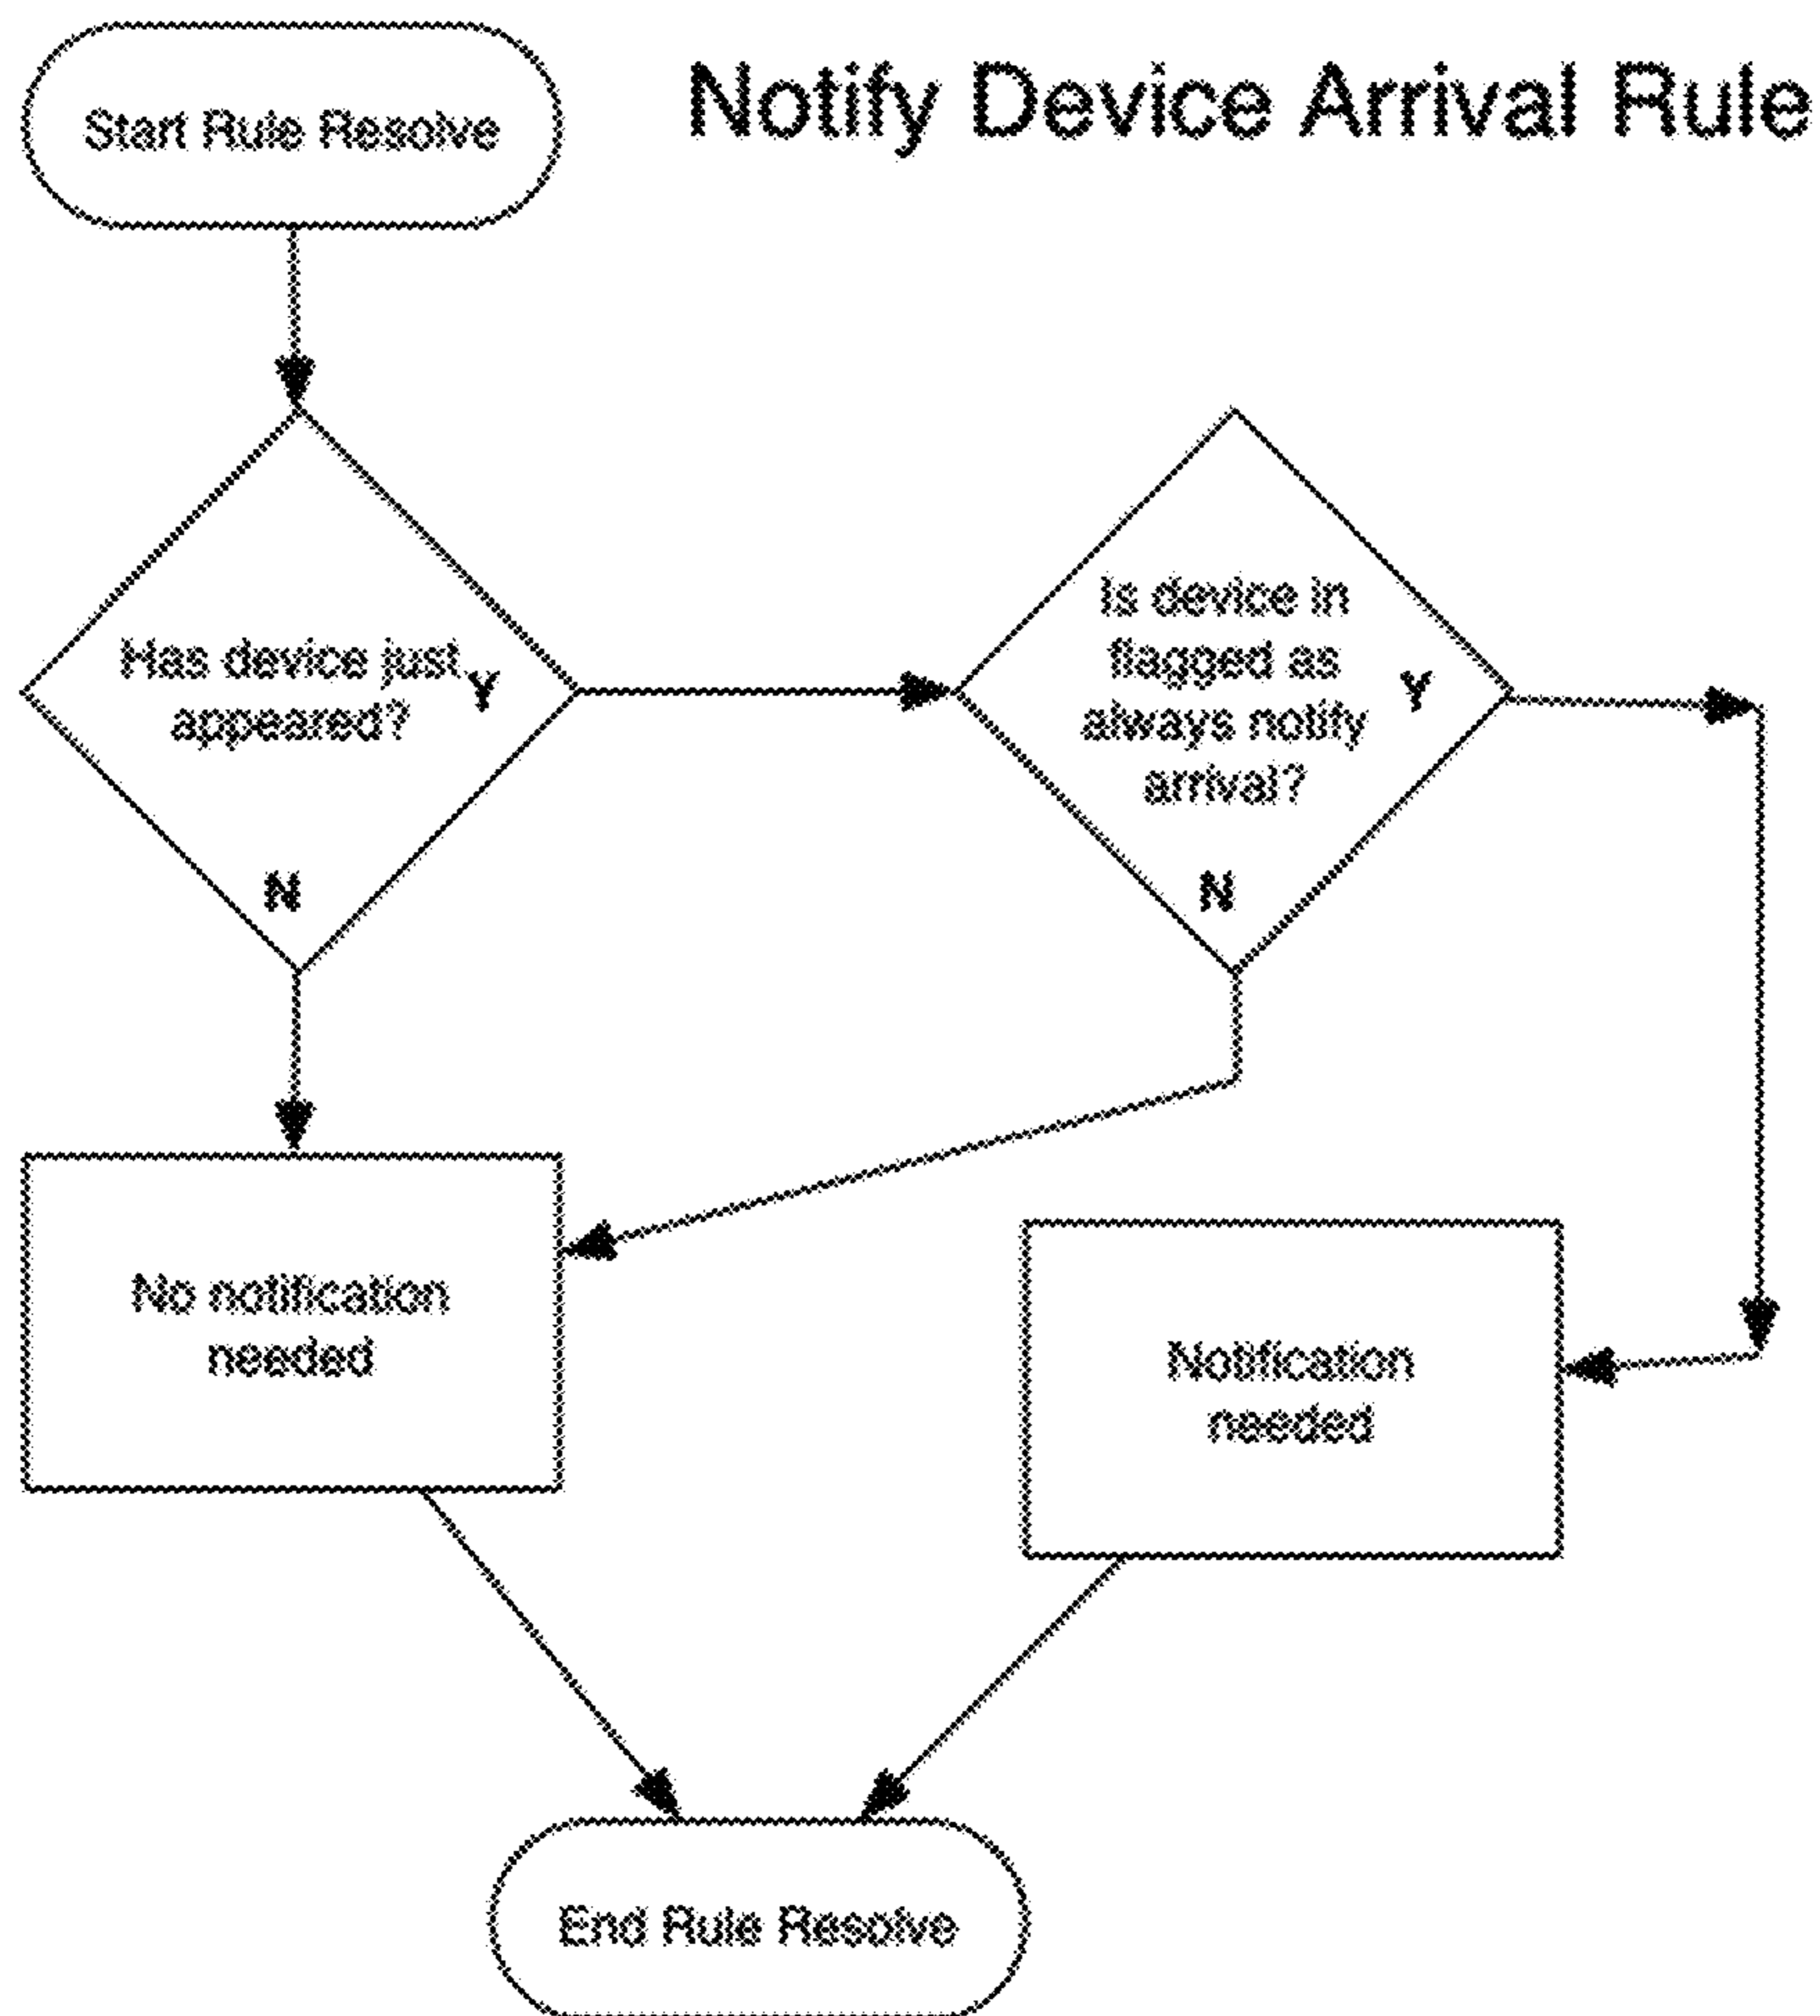 Notify Device Arrival Rule
Start Rule Resolve
Has device just
appeared?
Y
N
Is device in
flagged as
always notify
arrival?
Y
N
No notification
needed
Notification
needed
End Rule Resolve